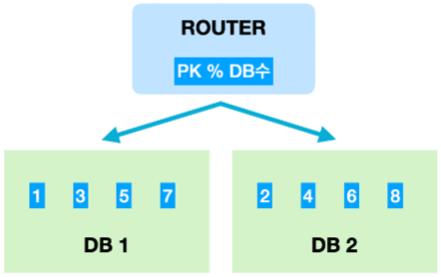 ROUTER
PK % DB수
1 3 5 7
DB 1
2 4 6 8
DB 2